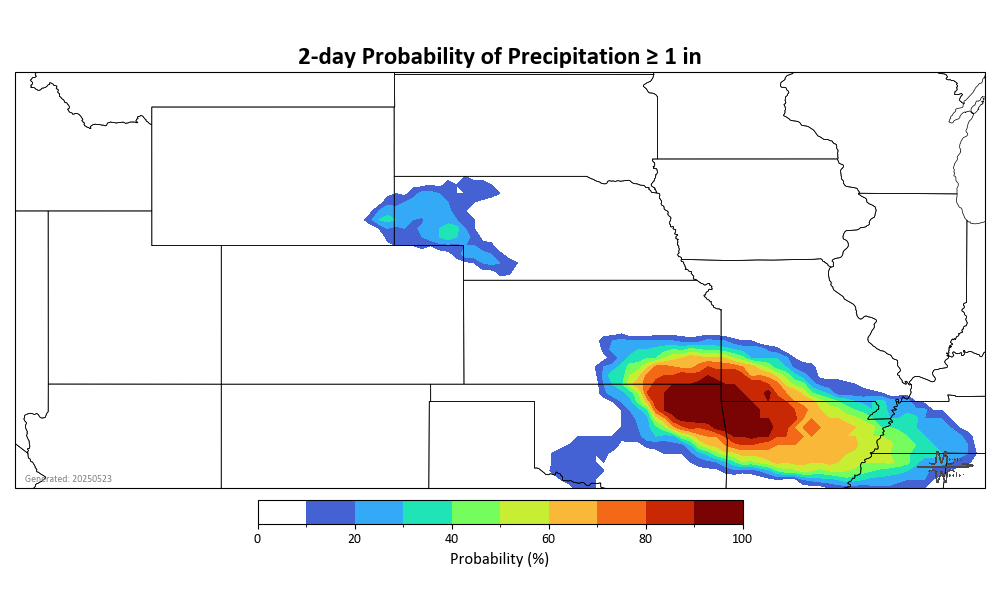 2-day Probability of Precipitation ≥ 1 in
Generated: 20250523
0 20 40 60 80 100
Probability (%)